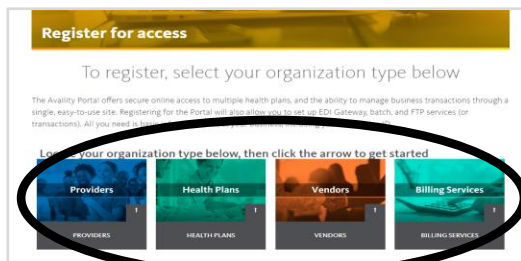 Register for access
To register, select your organization type below
The Availity Portal offers secure online access to multiple health plans, and the ability to manage business transactions through a
single, easy-to-use site. Registering for the Portal will also allow you to set up EDI Gateway, batch, and FTP services (or
transactions). All you need is basic your business, including
your organization type below, then click the arrow to get started
Providers Health Plans Vendors Billing Services
PROVIDERS HEALTH PLANS VENDORS BILLING SERVICES